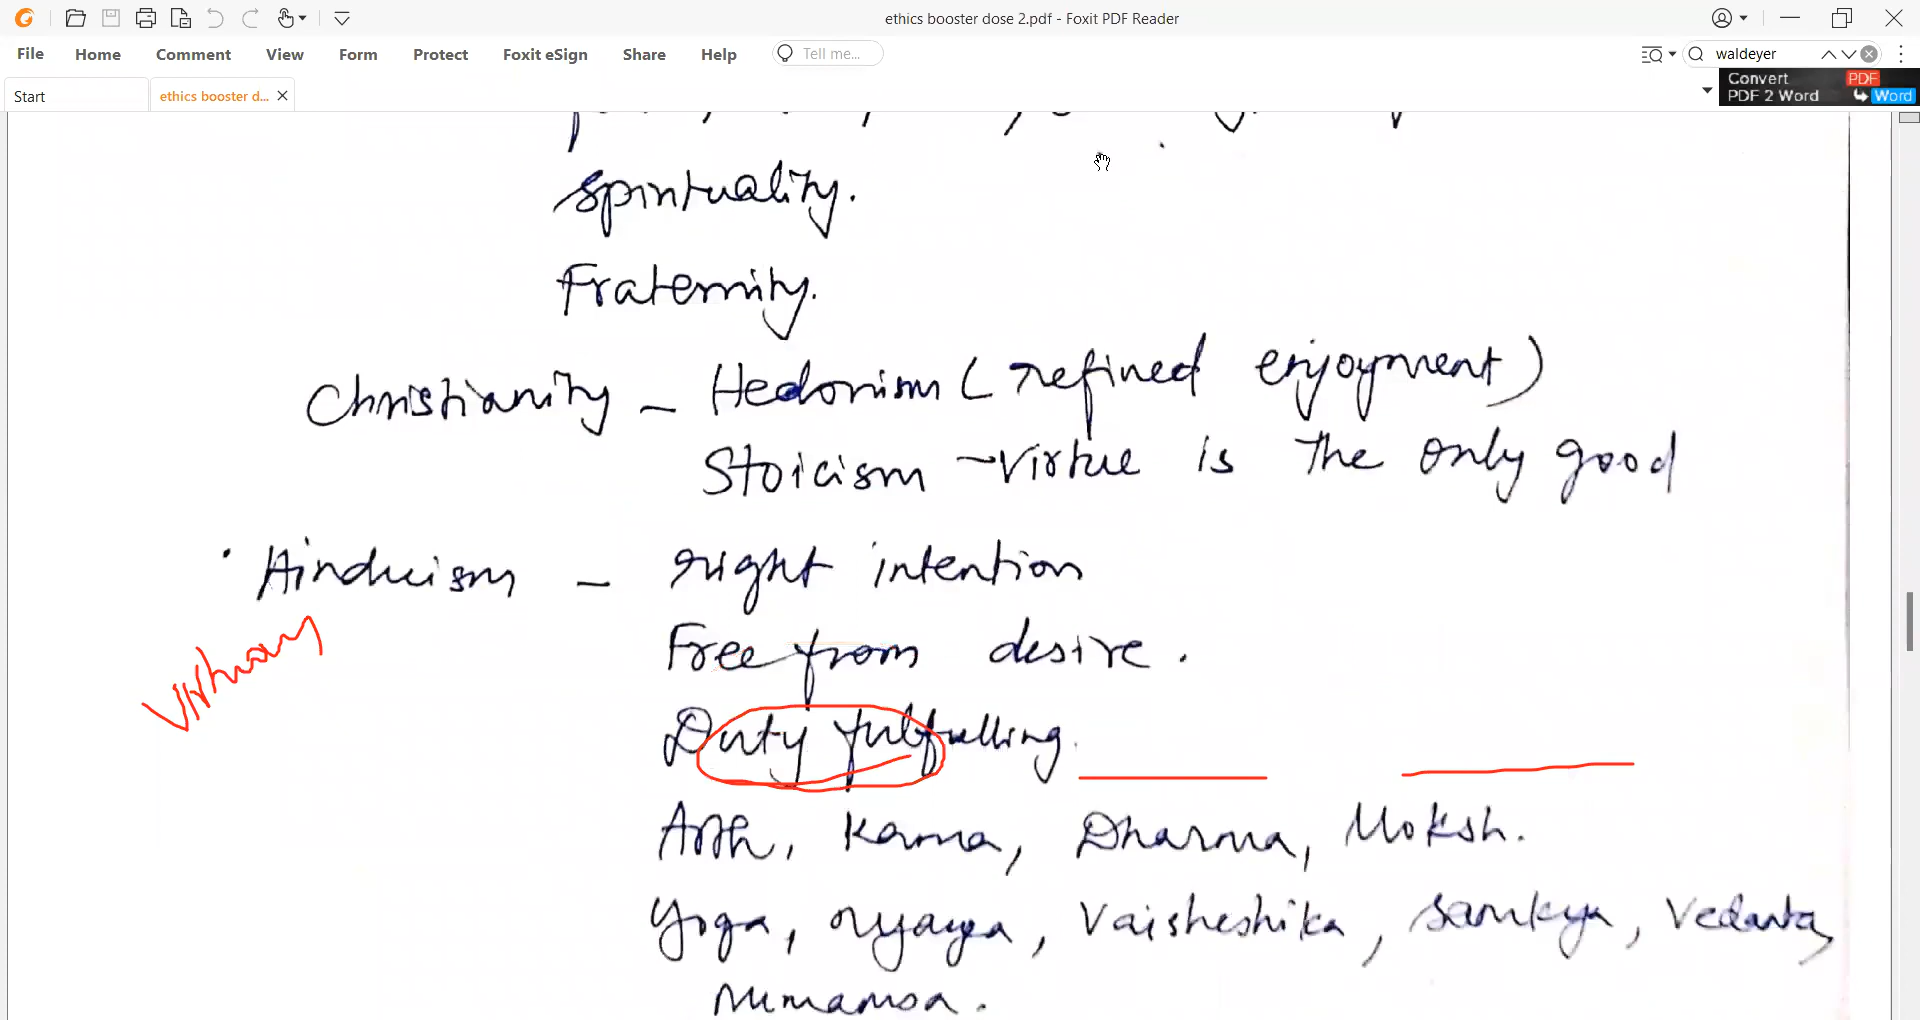 ethics booster dose 2.pdf - Foxit PDF Reader
File Home Comment View Form Protect Foxit eSign Share Help Tell me... waldeyer
Convert PDF
PDF 2 Word Word
Start ethics booster d...
spirituality.
Fraternity.
Christianity - Hedonism (refined enjoyment)
Stoicism - Virtue is the only good
Hinduism - right intention
Free from desire.
Duty fulfilling.
Arth, Kama, Dharma, Moksh.
Yoga, nyaya, Vaisheshika, Sankya, Vedanta,
Mimamsa.